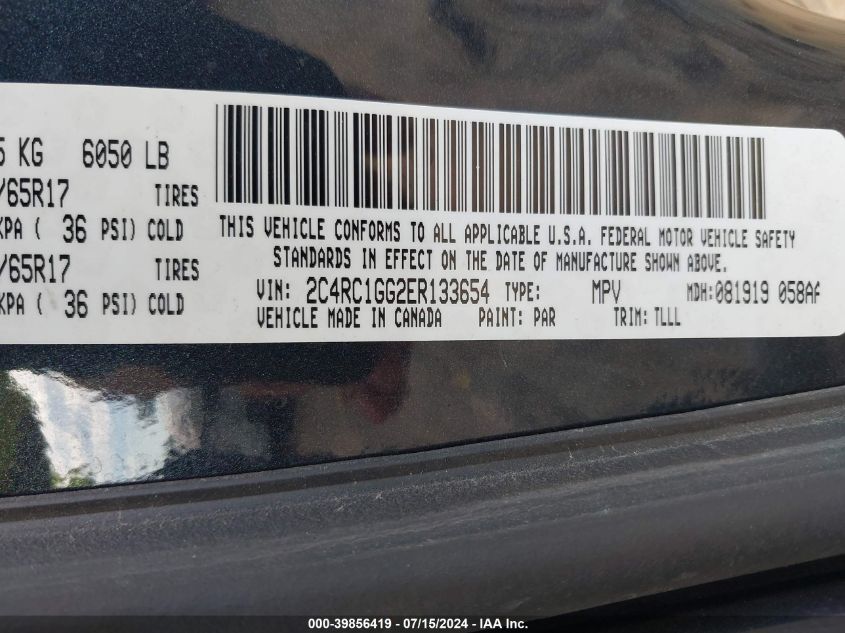 5 KG 6050 LB
/65R17 TIRES
KPA ( 36 PSI) COLD
/65R17 TIRES
KPA ( 36 PSI) COLD
THIS VEHICLE CONFORMS TO ALL APPLICABLE U.S.A. FEDERAL MOTOR VEHICLE SAFETY
STANDARDS IN EFFECT ON THE DATE OF MANUFACTURE SHOWN ABOVE.
VIN: 2C4RC1GG2ER133654 TYPE: MPV MDH: 081919 058AF
VEHICLE MADE IN CANADA PAINT: PAR TRIM: TLLL
000-39856419 - 07/15/2024 - IAA Inc.